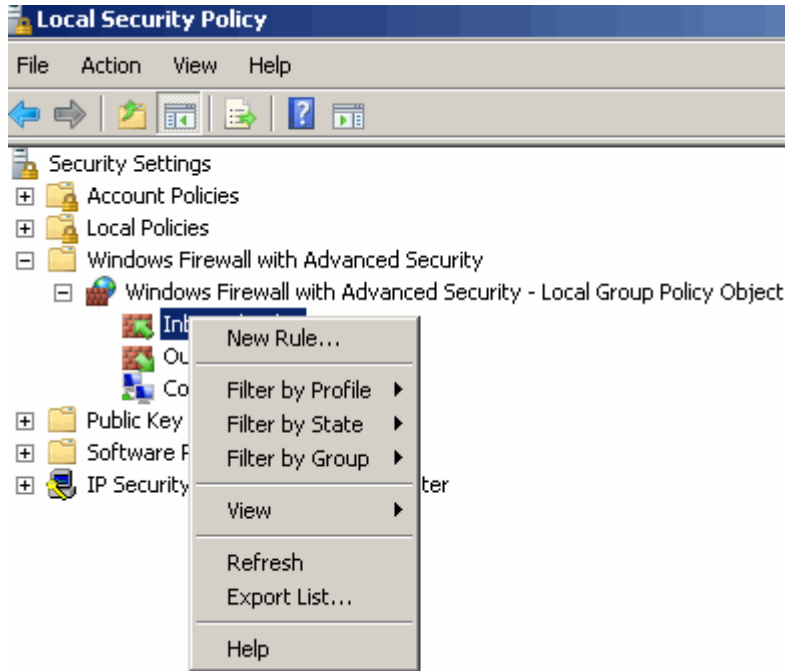 Local Security Policy
File Action View Help
Security Settings
Account Policies
Local Policies
Windows Firewall with Advanced Security
Windows Firewall with Advanced Security - Local Group Policy Object
New Rule...
Filter by Profile
Public Key
Filter by State
Software
Filter by Group
IP Security
View
Refresh
Export List...
Help